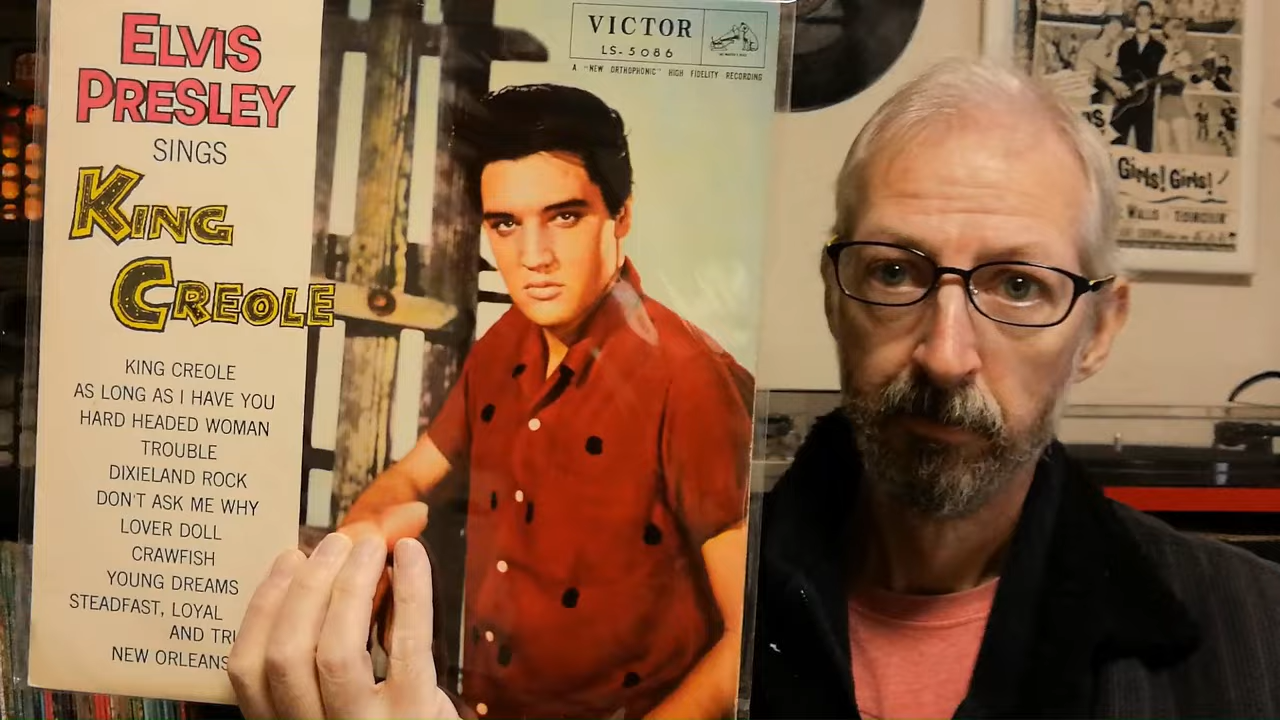 ELVIS
PRESLEY
SINGS
KING
CREOLE
KING CREOLE
AS LONG AS I HAVE YOU
HARD HEADED WOMAN
TROUBLE
DIXIELAND ROCK
DON'T ASK ME WHY
LOVER DOLL
CRAWFISH
YOUNG DREAMS
STEADFAST, LOYAL
AND TRU
NEW ORLEANS
VICTOR
LS-5086
A "NEW ORTHOPHONIC" HIGH FIDELITY RECORDING
Girls! Girls!